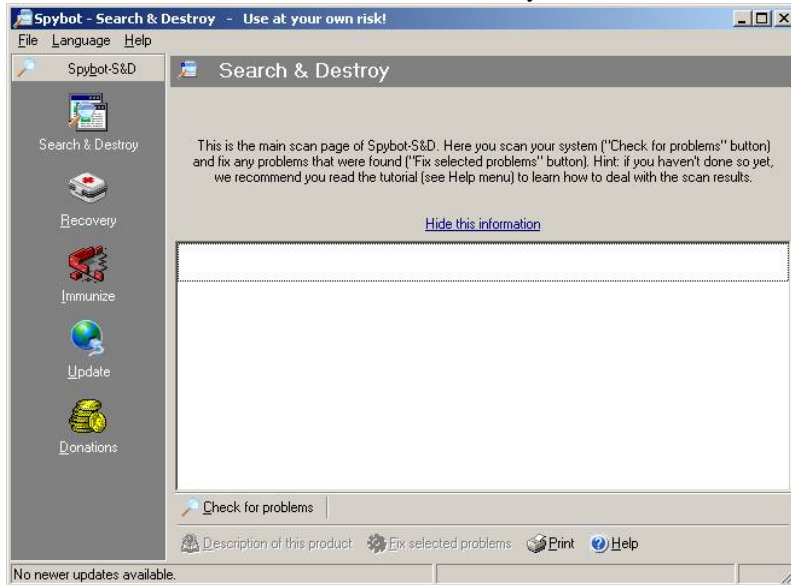 Spybot - Search & Destroy - Use at your own risk!
File Language Help
Spybot-S&D
Search & Destroy
Recovery
Immunize
Update
Donations
Search & Destroy
This is the main scan page of Spybot-S&D. Here you scan your system ("Check for problems" button)
and fix any problems that were found ("Fix selected problems" button). Hint: if you haven't done so yet,
we recommend you read the tutorial (see Help menu) to learn how to deal with the scan results.
Hide this information
Check for problems
Description of this product Fix selected problems Print Help
No newer updates available.